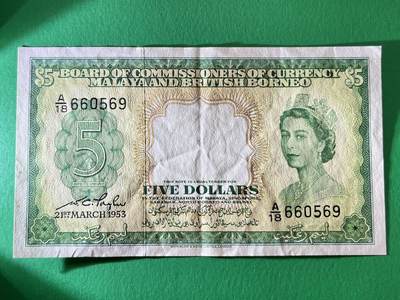 $5 BOARD OF COMMISSIONERS OF CURRENCY $5
MALAYA AND BRITISH BORNEO
A/18 660569
5
THIS NOTE IS LEGAL TENDER FOR
FIVE DOLLARS
IN THE FEDERATION OF MALAYA, SINGAPORE,
SARAWAK, NORTH BORNEO AND BRUNEI
W.C. Taylor
21ST MARCH 1953
A/18 660569